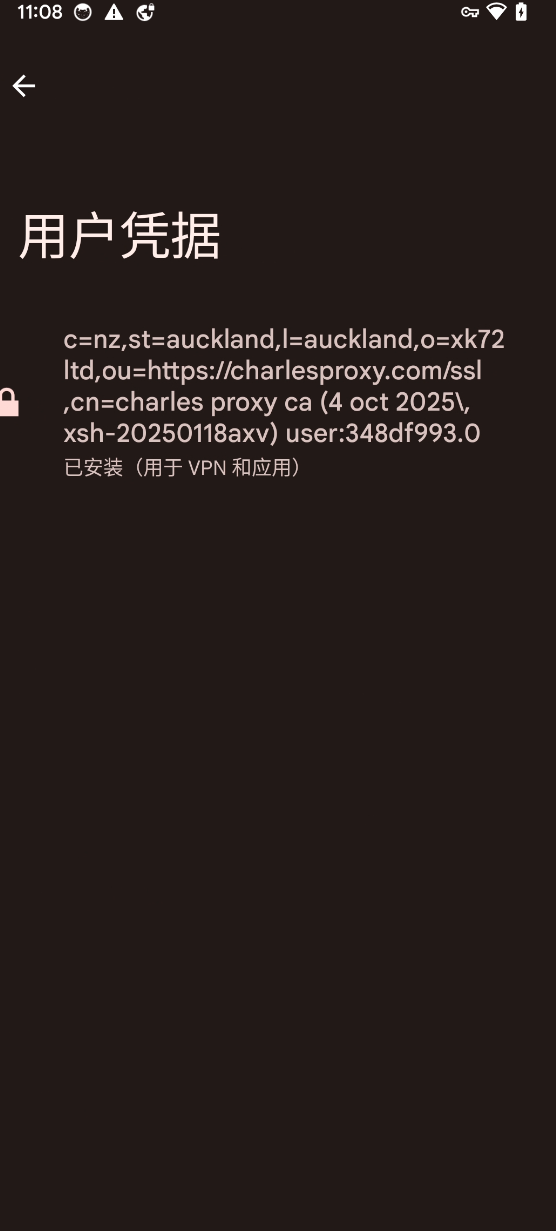 11:08
用户凭据
c=nz,st=auckland,l=auckland,o=xk72
ltd,ou=https://charlesproxy.com/ssl
,cn=charles proxy ca (4 oct 2025\,
xsh-20250118axv) user:348df993.0
已安装（用于 VPN 和应用）